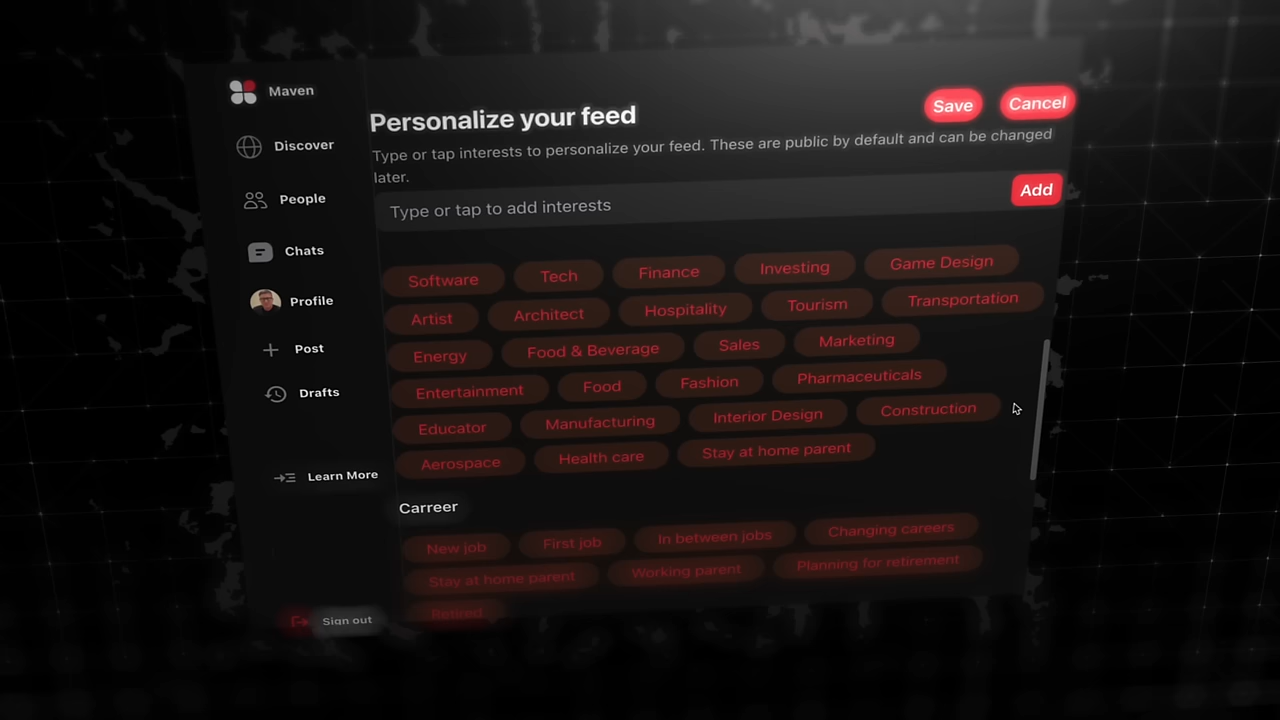 Maven
Discover
People
Chats
Profile
Post
Drafts
Learn More
Sign out
Personalize your feed
Save
Cancel
Type or tap interests to personalize your feed. These are public by default and can be changed
later.
Type or tap to add interests
Add
Software Tech Finance Investing Game Design
Artist Architect Hospitality Tourism Transportation
Energy Food & Beverage Sales Marketing
Entertainment Food Fashion Pharmaceuticals
Educator Manufacturing Interior Design Construction
Aerospace Health care Stay at home parent
Carreer
New job First job In between jobs Changing careers
Stay at home parent Working parent Planning for retirement
Retired